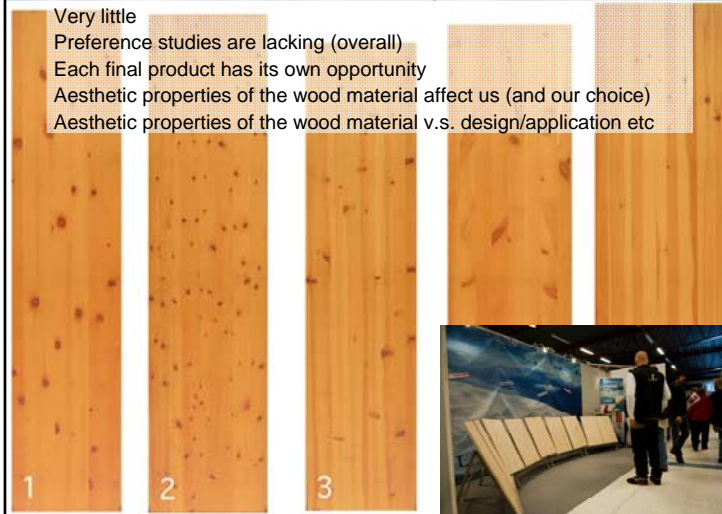 Very little
Preference studies are lacking (overall)
Each final product has its own opportunity
Aesthetic properties of the wood material affect us (and our choice)
Aesthetic properties of the wood material v.s. design/application etc
1 2 3